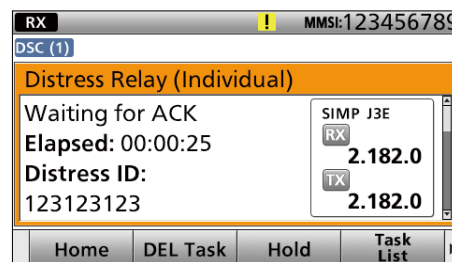 RX ! MMSI:123456789
DSC (1)
Distress Relay (Individual)
Waiting for ACK
Elapsed: 00:00:25
Distress ID:
123123123
SIMP J3E
RX
2.182.0
TX
2.182.0
Home DEL Task Hold Task List